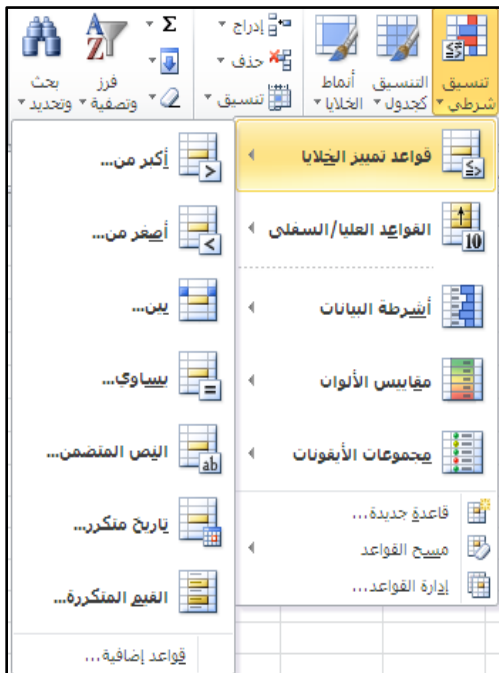 تنسيق شرطي
التنسيق كجدول
أنماط الخلايا
إدراج
حذف
تنسيق
Σ
فرز وتصفية
بحث وتحديد
قواعد تمييز الخلايا
القواعد العليا/السفلى
أشرطة البيانات
مقاييس الألوان
مجموعات الأيقونات
قاعدة جديدة...
مسح القواعد
إدارة القواعد...
أكبر من...
أصغر من...
بين...
يساوي...
النص المتضمن...
تاريخ متكرر...
القيم المتكررة...
قواعد إضافية...